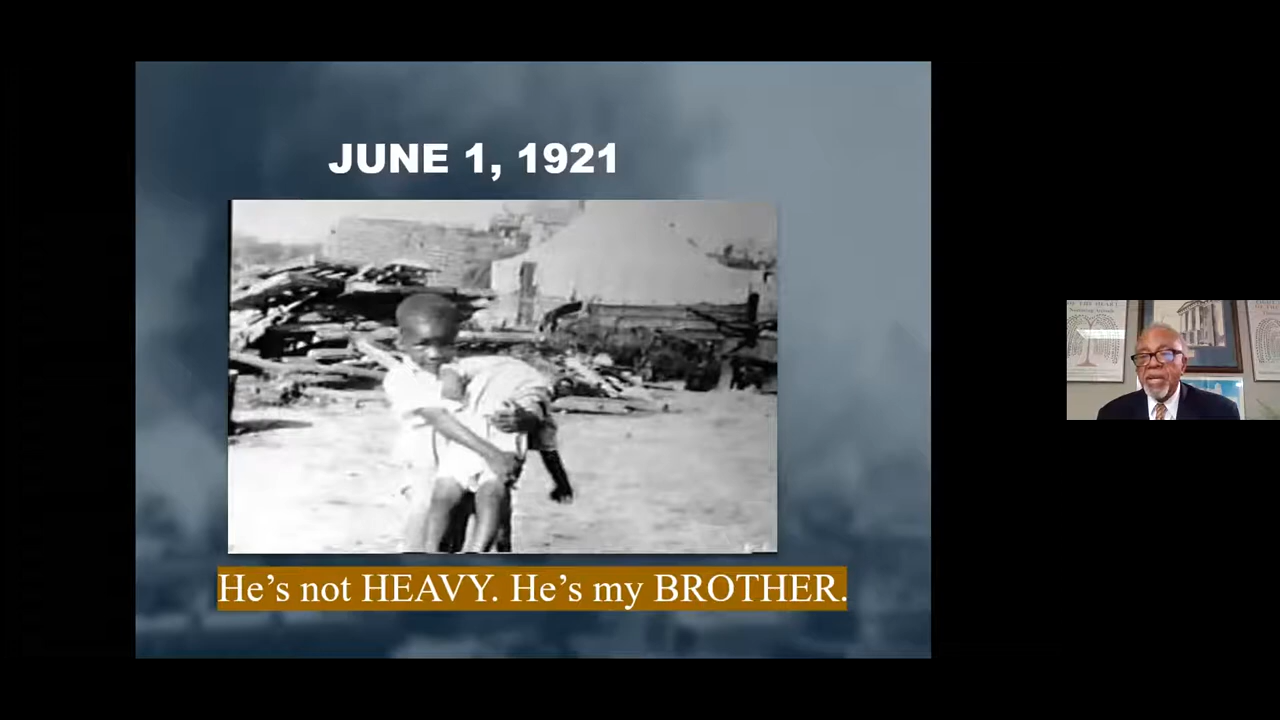 JUNE 1, 1921
He’s not HEAVY. He’s my BROTHER.